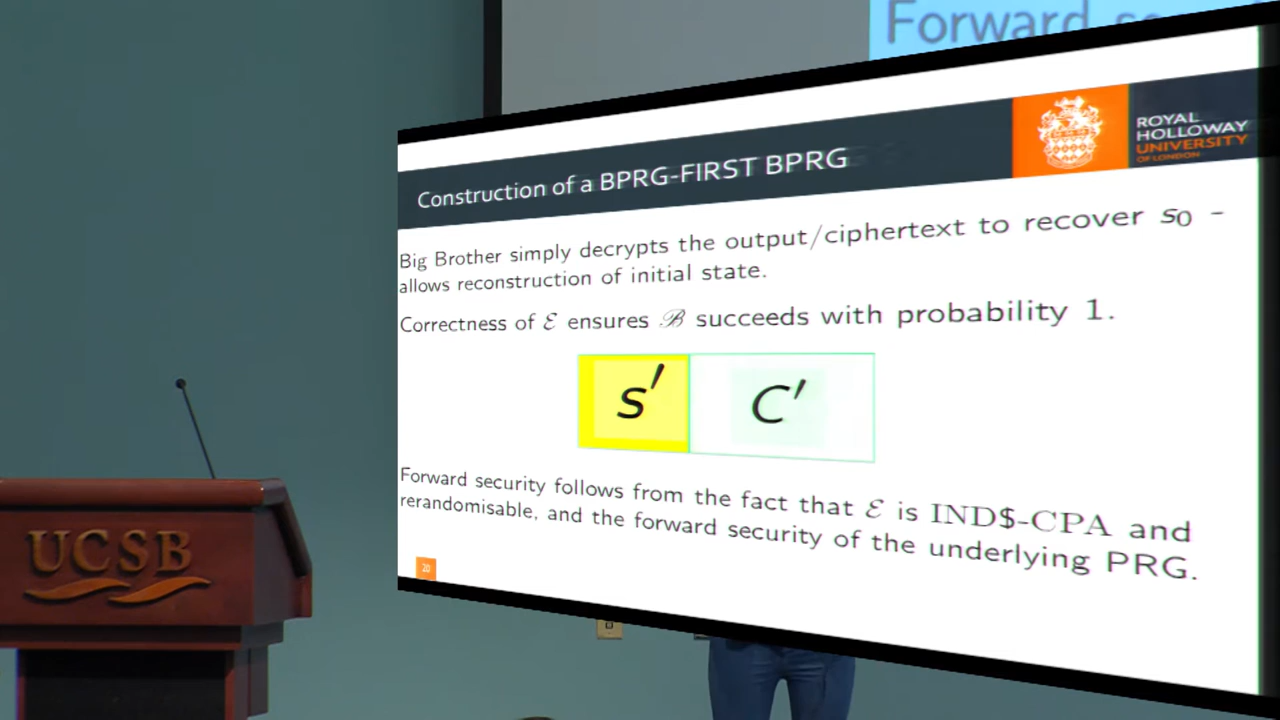 Forward
ROYAL
HOLLOWAY
UNIVERSITY
OF LONDON
Construction of a BPRG-FIRST BPRG
Big Brother simply decrypts the output/ciphertext to recover s₀ -
allows reconstruction of initial state.
Correctness of ℰ ensures ℬ succeeds with probability 1.
s′ C′
Forward security follows from the fact that ℰ is IND$-CPA and
rerandomisable, and the forward security of the underlying PRG.
20
UCSB